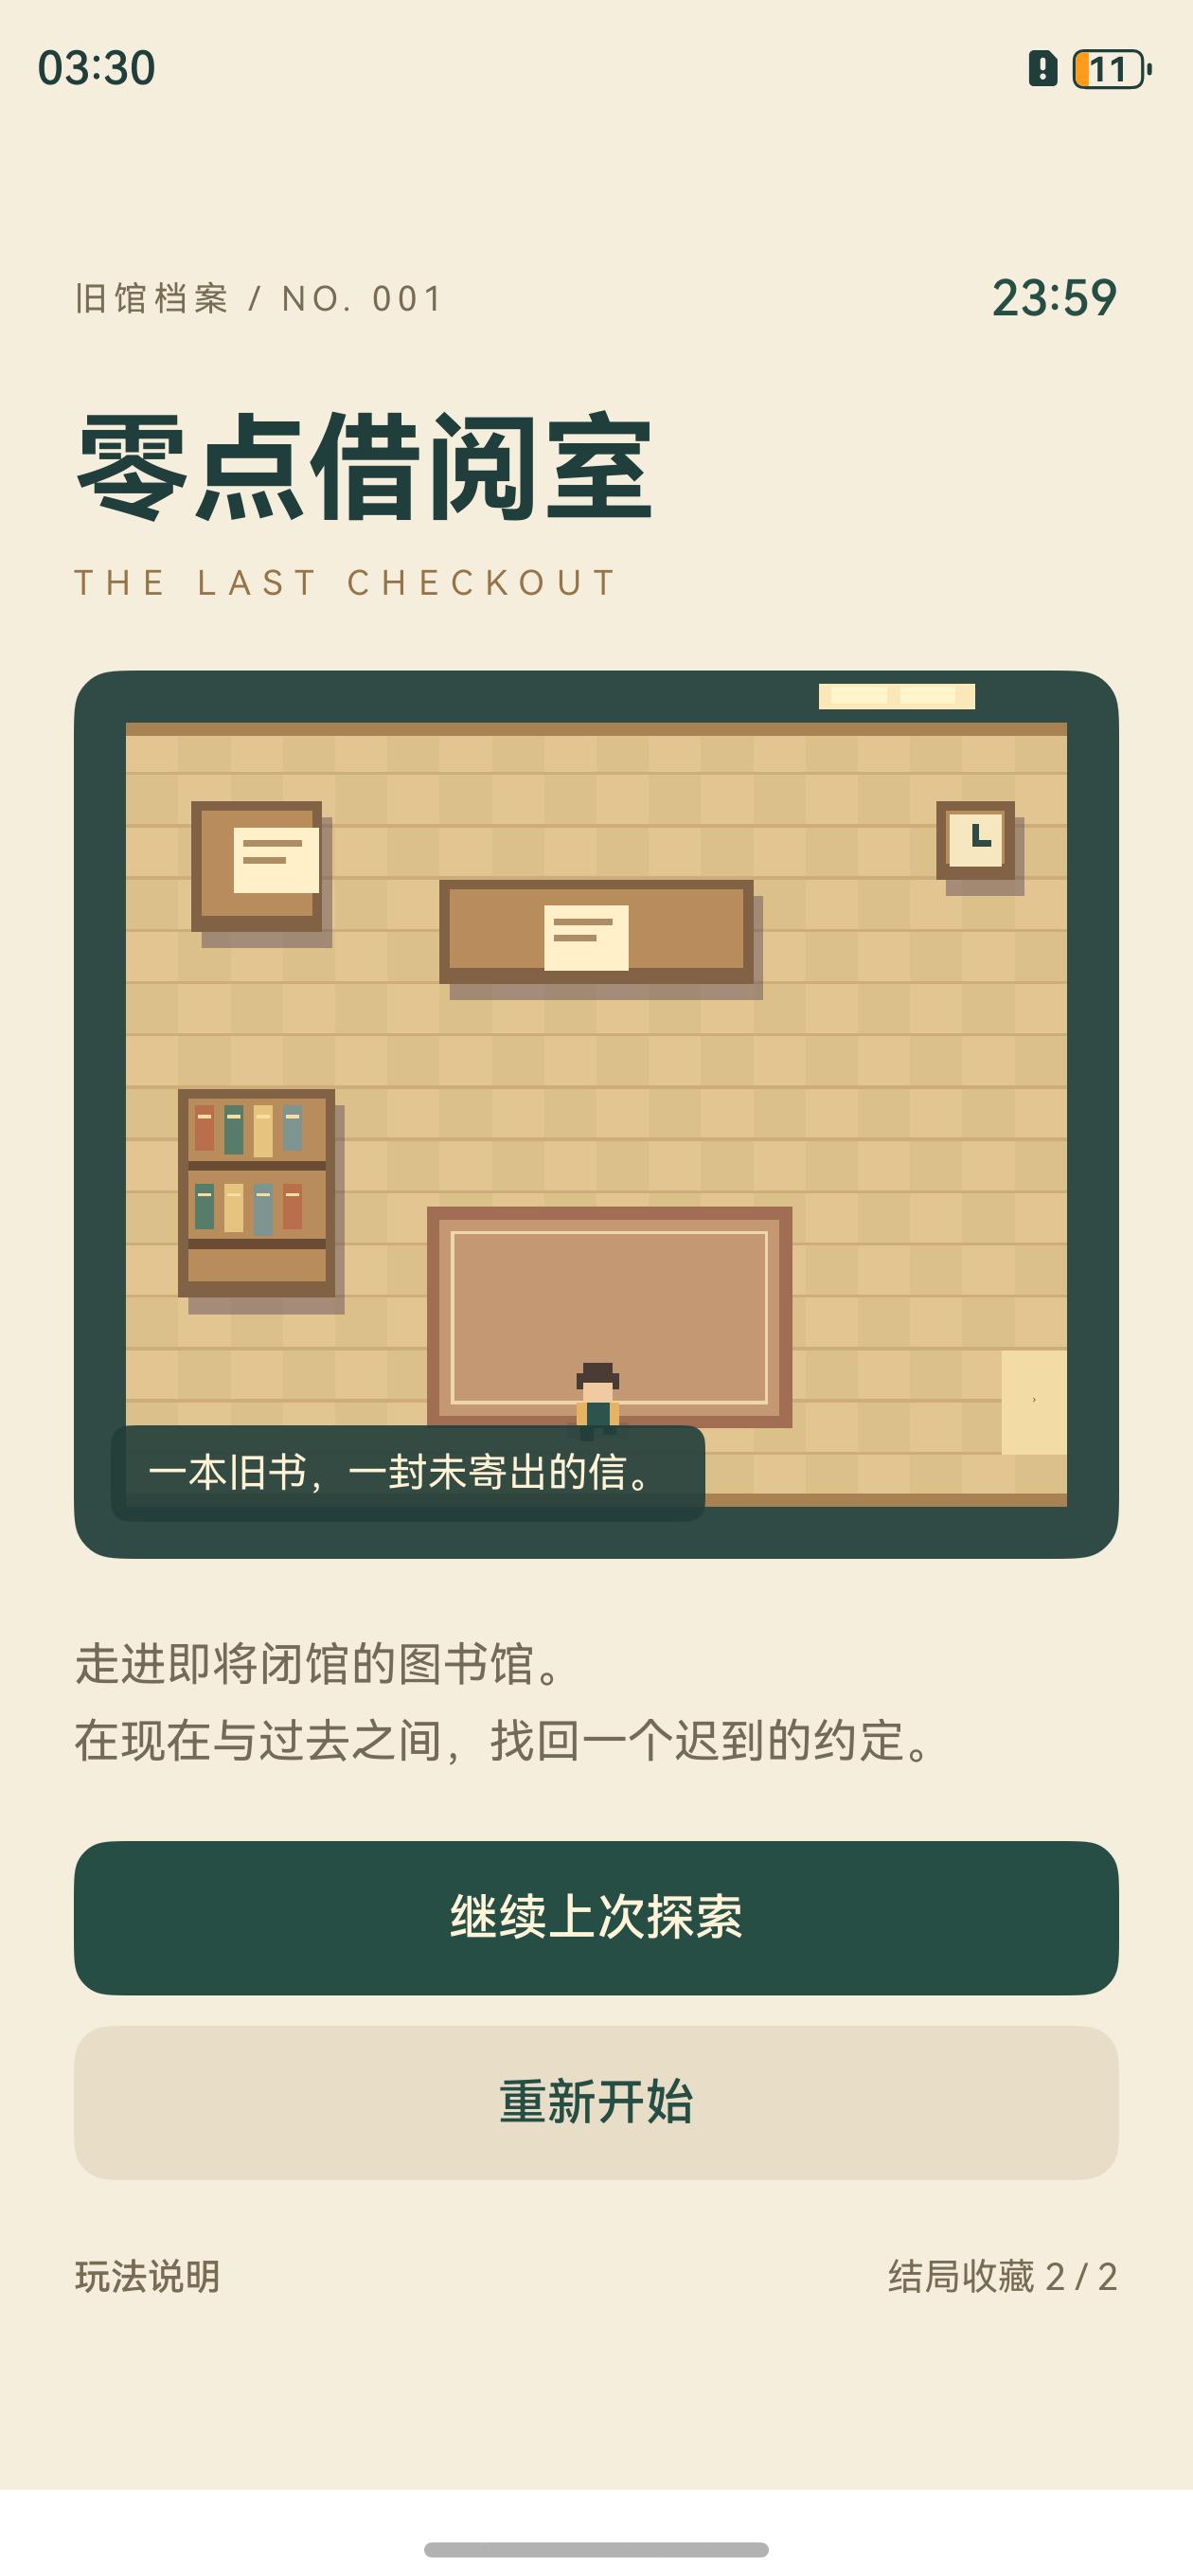 03:30
11
旧馆档案 / NO. 001
23:59
零点借阅室
THE LAST CHECKOUT
一本旧书，一封未寄出的信。
走进即将闭馆的图书馆。
在现在与过去之间，找回一个迟到的约定。
继续上次探索
重新开始
玩法说明
结局收藏 2 / 2